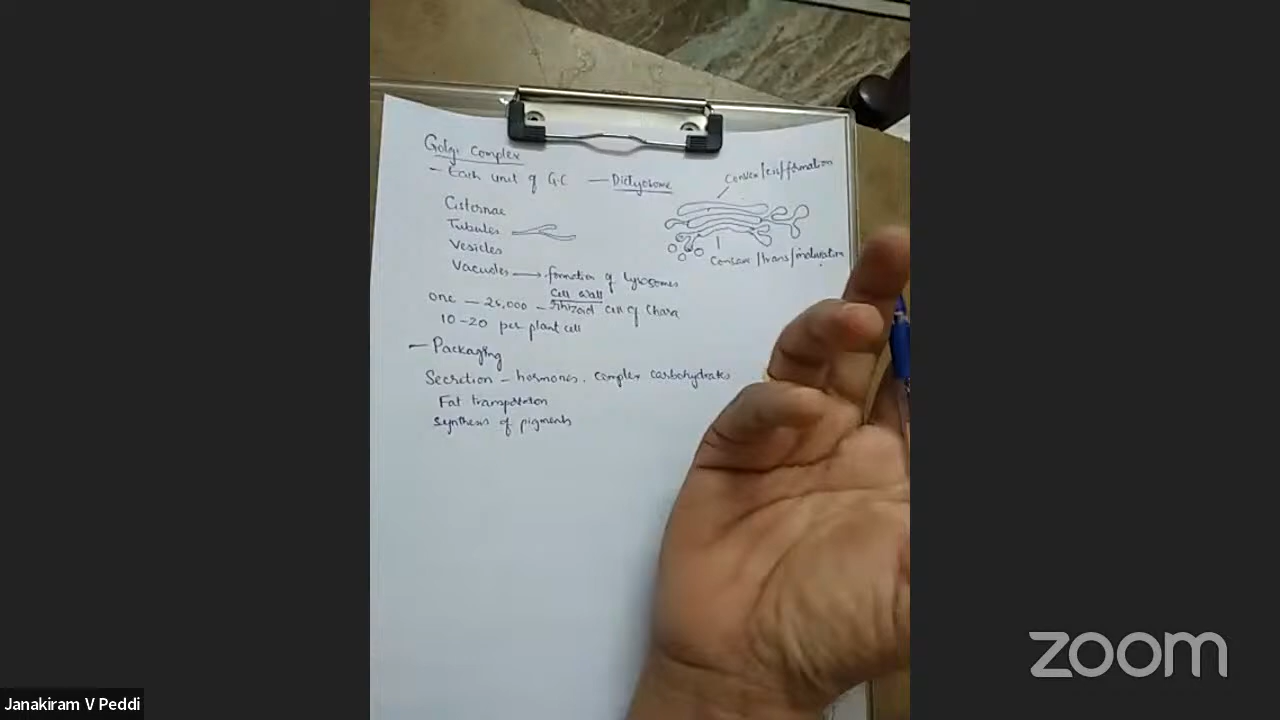 Golgi Complex
- Each unit of G.C — Dictyosome
Convex/cis/formation
Cisternae
Tubules
Vesicles
Concave/trans/maturation
Vacuoles → formation of lysosomes
Cell wall
One — 25,000 - rhizoid cell of Chara
10-20 per plant cell
- Packaging
Secretion - hormones, complex carbohydrates
Fat transportation
Synthesis of pigments
zoom
Janakiram V Peddi